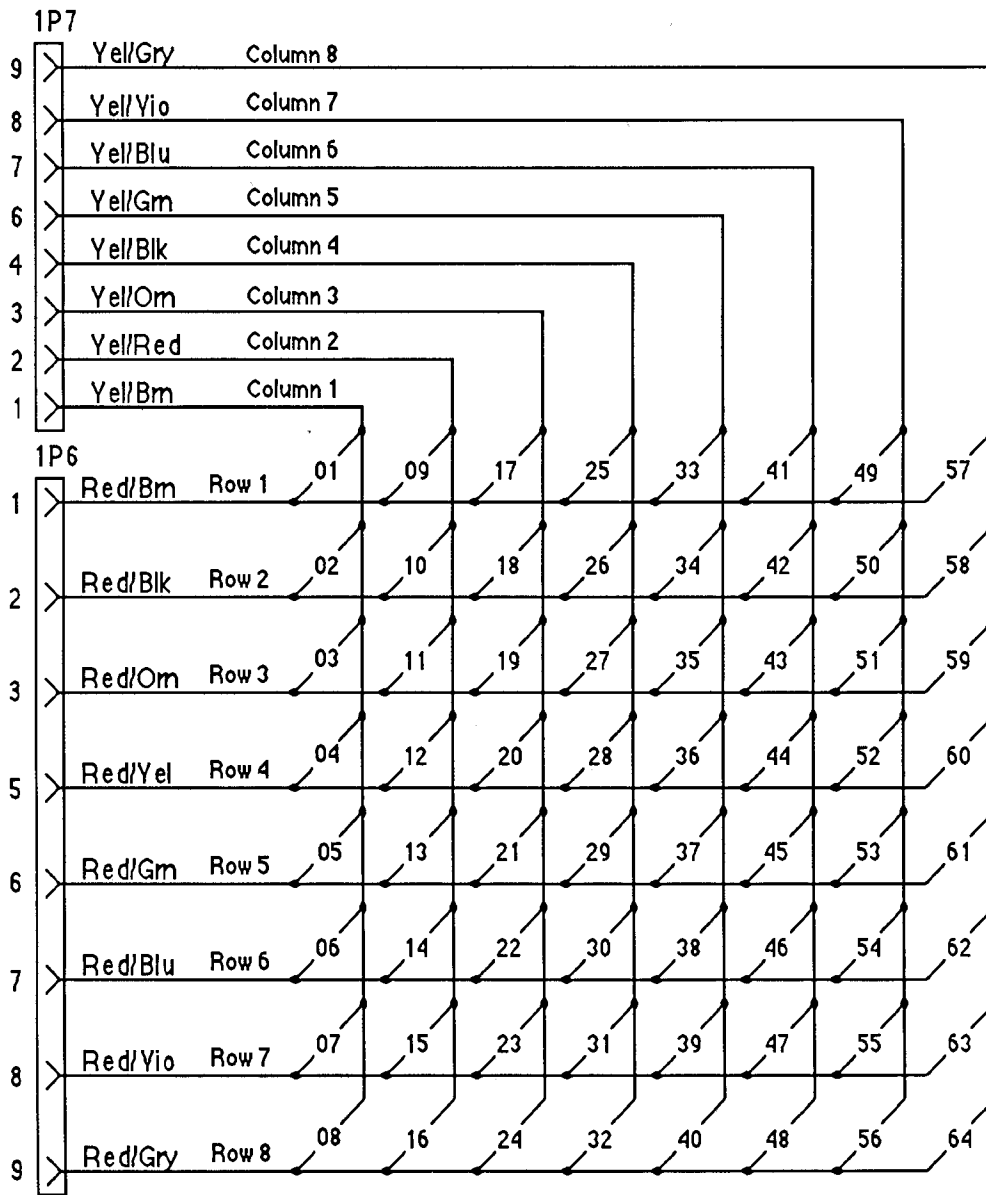 1P7
9 Yel/Gry Column 8
8 Yel/Yio Column 7
7 Yel/Blu Column 6
6 Yel/Grn Column 5
4 Yel/Blk Column 4
3 Yel/Orn Column 3
2 Yel/Red Column 2
1 Yel/Brn Column 1
1P6
01 09 17 25 33 41 49 57
1 Red/Brn Row 1
02 10 18 26 34 42 50 58
2 Red/Blk Row 2
03 11 19 27 35 43 51 59
3 Red/Orn Row 3
04 12 20 28 36 44 52 60
5 Red/Yel Row 4
05 13 21 29 37 45 53 61
6 Red/Grn Row 5
06 14 22 30 38 46 54 62
7 Red/Blu Row 6
07 15 23 31 39 47 55 63
8 Red/Yio Row 7
08 16 24 32 40 48 56 64
9 Red/Gry Row 8